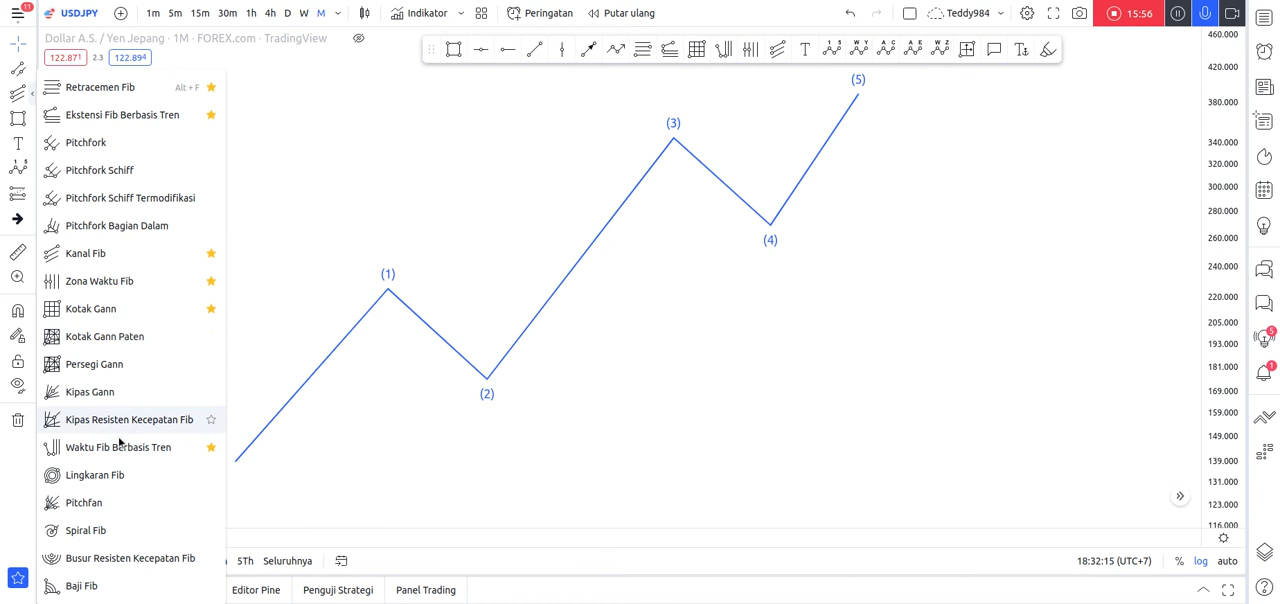 11
USDJPY
1m 5m 15m 30m 1h 4h D W M
Indikator
Peringatan
Putar ulang
Teddy984
15:56
Dollar A.S. / Yen Jepang · 1M · FOREX.com · TradingView
122.871 2.3 122.894
Retracemen Fib Alt + F
Ekstensi Fib Berbasis Tren
Pitchfork
Pitchfork Schiff
Pitchfork Schiff Termodifikasi
Pitchfork Bagian Dalam
Kanal Fib
Zona Waktu Fib
Kotak Gann
Kotak Gann Paten
Persegi Gann
Kipas Gann
Kipas Resisten Kecepatan Fib
Waktu Fib Berbasis Tren
Lingkaran Fib
Pitchfan
Spiral Fib
Busur Resisten Kecepatan Fib
Baji Fib
(1)
(2)
(3)
(4)
(5)
460.000
420.000
380.000
340.000
320.000
300.000
280.000
260.000
240.000
220.000
205.000
193.000
181.000
169.000
159.000
149.000
139.000
131.000
123.000
116.000
5
1
5Th Seluruhnya
18:32:15 (UTC+7) % log auto
Editor Pine Penguji Strategi Panel Trading